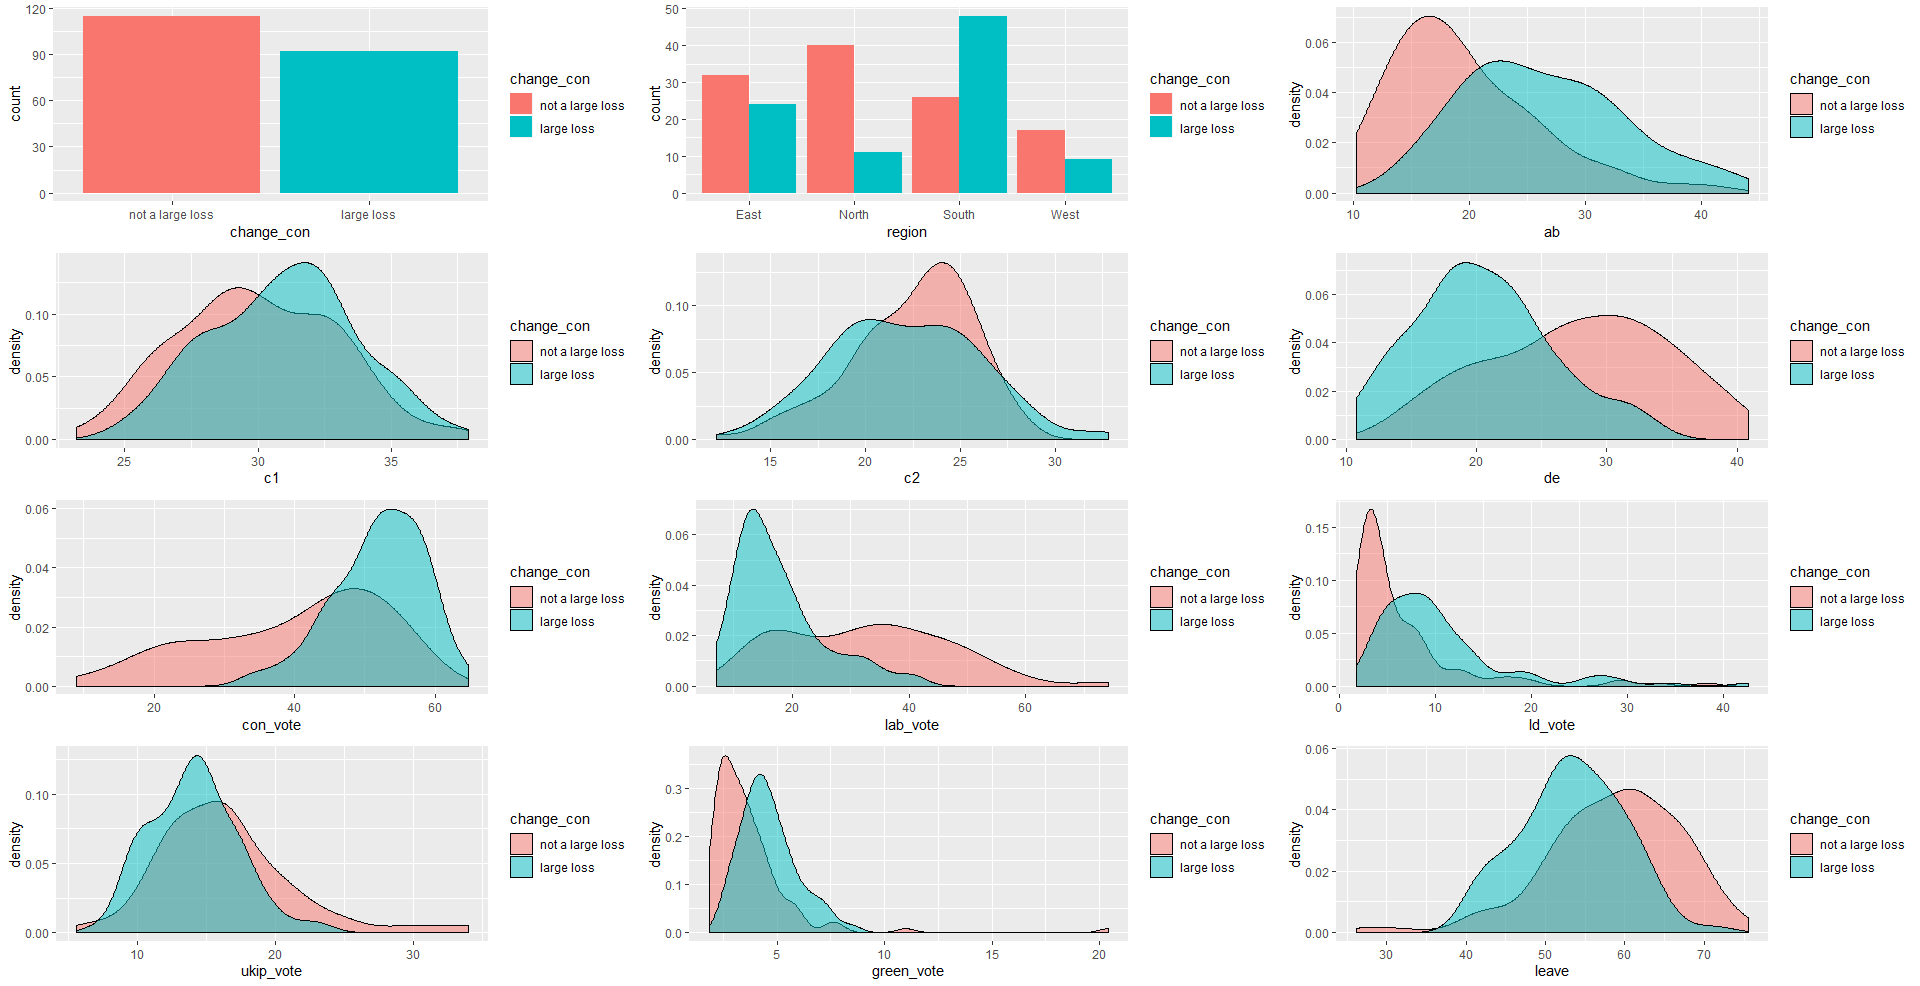 count
0
30
60
90
120
not a large loss
large loss
change_con
change_con
not a large loss
large loss
count
0
10
20
30
40
50
East
North
South
West
region
change_con
not a large loss
large loss
density
0.00
0.02
0.04
0.06
10
20
30
40
ab
change_con
not a large loss
large loss
density
0.00
0.05
0.10
25
30
35
c1
change_con
not a large loss
large loss
density
0.00
0.05
0.10
15
20
25
30
c2
change_con
not a large loss
large loss
density
0.00
0.02
0.04
0.06
10
20
30
40
de
change_con
not a large loss
large loss
density
0.00
0.02
0.04
0.06
20
40
60
con_vote
change_con
not a large loss
large loss
density
0.00
0.02
0.04
0.06
20
40
60
lab_vote
change_con
not a large loss
large loss
density
0.00
0.05
0.10
0.15
0
10
20
30
40
ld_vote
change_con
not a large loss
large loss
density
0.00
0.05
0.10
10
20
30
ukip_vote
change_con
not a large loss
large loss
density
0.0
0.1
0.2
0.3
5
10
15
20
green_vote
change_con
not a large loss
large loss
density
0.00
0.02
0.04
0.06
30
40
50
60
70
leave
change_con
not a large loss
large loss